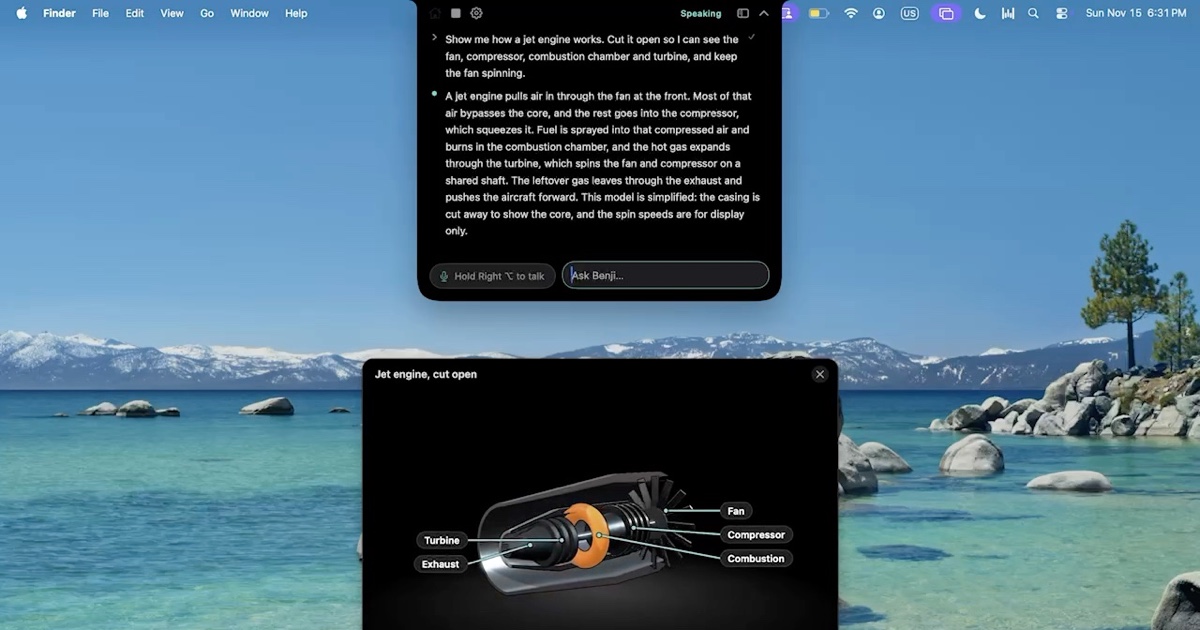 Finder File Edit View Go Window Help
US
Sun Nov 15 6:31 PM
Speaking
Show me how a jet engine works. Cut it open so I can see the
fan, compressor, combustion chamber and turbine, and keep
the fan spinning.
A jet engine pulls air in through the fan at the front. Most of that
air bypasses the core, and the rest goes into the compressor,
which squeezes it. Fuel is sprayed into that compressed air and
burns in the combustion chamber, and the hot gas expands
through the turbine, which spins the fan and compressor on a
shared shaft. The leftover gas leaves through the exhaust and
pushes the aircraft forward. This model is simplified: the casing is
cut away to show the core, and the spin speeds are for display
only.
Hold Right ⌥ to talk
Ask Benji...
Jet engine, cut open
Fan
Compressor
Combustion
Turbine
Exhaust